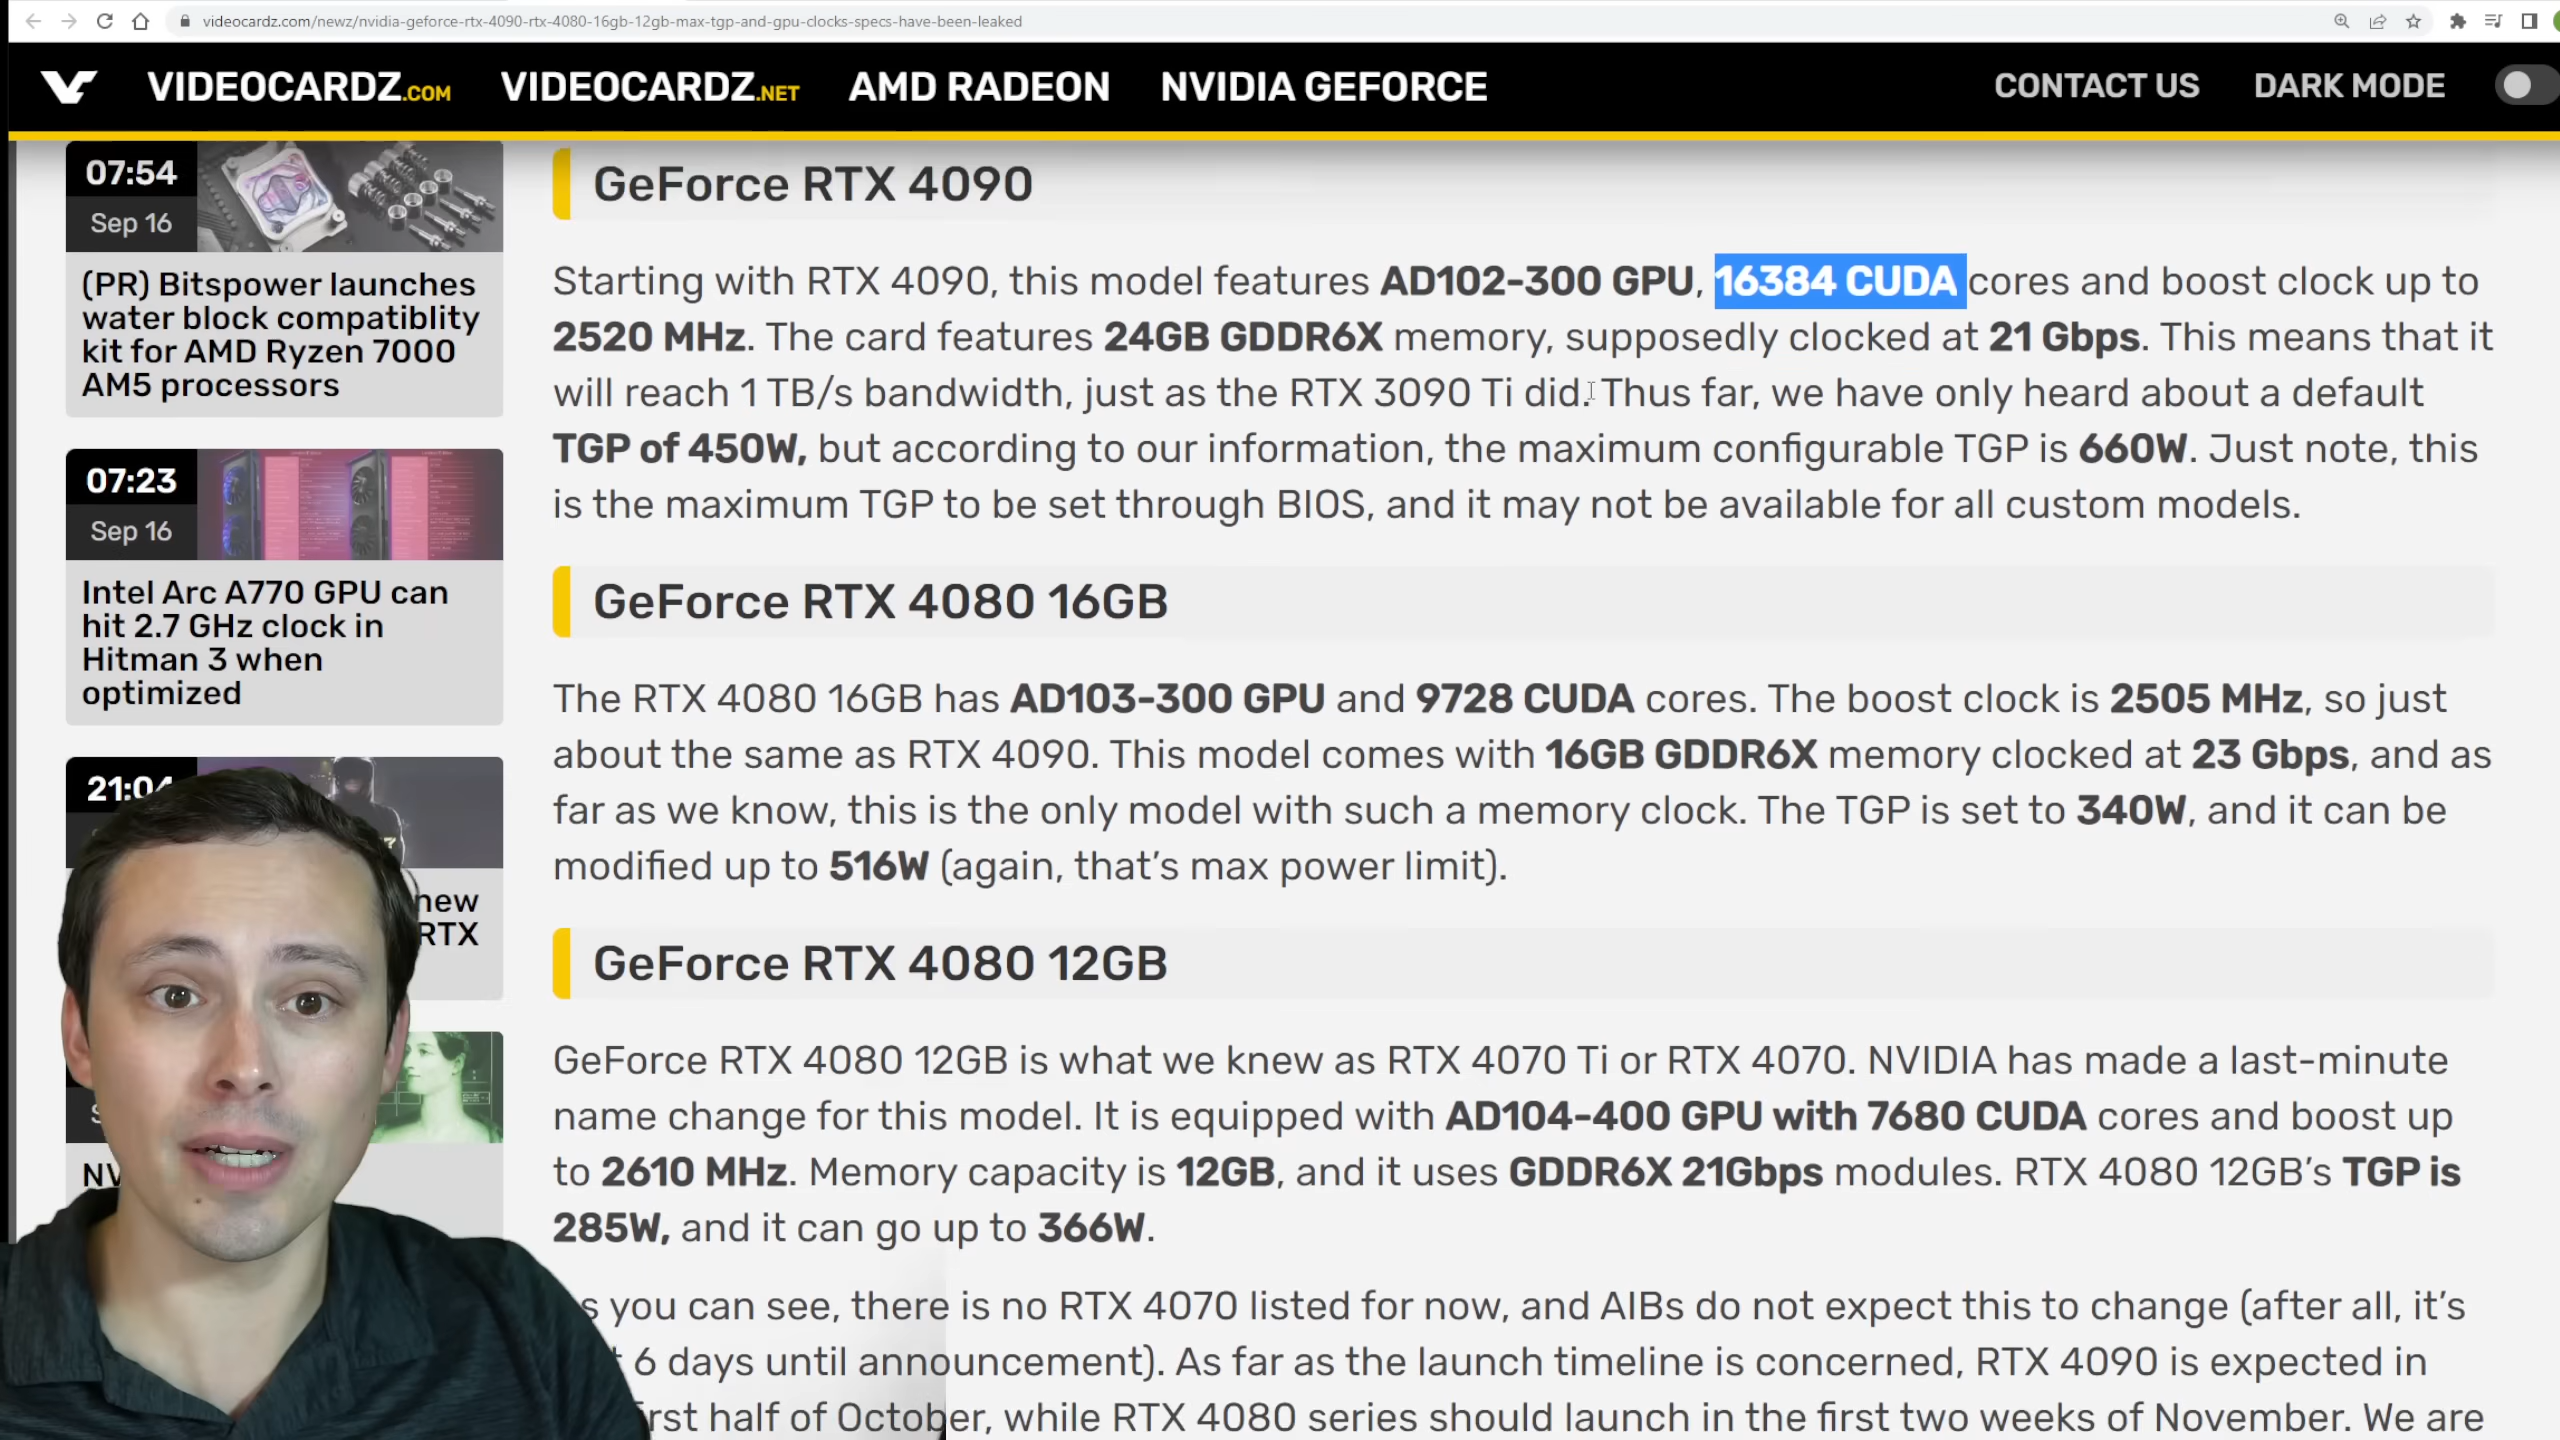 videocardz.com/newz/nvidia-geforce-rtx-4090-rtx-4080-16gb-12gb-max-tgp-and-gpu-clocks-specs-have-been-leaked
VIDEOCARDZ.COM VIDEOCARDZ.NET AMD RADEON NVIDIA GEFORCE CONTACT US DARK MODE
07:54
Sep 16
(PR) Bitspower launches
water block compatiblity
kit for AMD Ryzen 7000
AM5 processors
07:23
Sep 16
Intel Arc A770 GPU can
hit 2.7 GHz clock in
Hitman 3 when
optimized
21:04
new
RTX
NV
GeForce RTX 4090
Starting with RTX 4090, this model features AD102-300 GPU, 16384 CUDA cores and boost clock up to
2520 MHz. The card features 24GB GDDR6X memory, supposedly clocked at 21 Gbps. This means that it
will reach 1 TB/s bandwidth, just as the RTX 3090 Ti did. Thus far, we have only heard about a default
TGP of 450W, but according to our information, the maximum configurable TGP is 660W. Just note, this
is the maximum TGP to be set through BIOS, and it may not be available for all custom models.
GeForce RTX 4080 16GB
The RTX 4080 16GB has AD103-300 GPU and 9728 CUDA cores. The boost clock is 2505 MHz, so just
about the same as RTX 4090. This model comes with 16GB GDDR6X memory clocked at 23 Gbps, and as
far as we know, this is the only model with such a memory clock. The TGP is set to 340W, and it can be
modified up to 516W (again, that's max power limit).
GeForce RTX 4080 12GB
GeForce RTX 4080 12GB is what we knew as RTX 4070 Ti or RTX 4070. NVIDIA has made a last-minute
name change for this model. It is equipped with AD104-400 GPU with 7680 CUDA cores and boost up
to 2610 MHz. Memory capacity is 12GB, and it uses GDDR6X 21Gbps modules. RTX 4080 12GB's TGP is
285W, and it can go up to 366W.
s you can see, there is no RTX 4070 listed for now, and AIBs do not expect this to change (after all, it's
t 6 days until announcement). As far as the launch timeline is concerned, RTX 4090 is expected in
rst half of October, while RTX 4080 series should launch in the first two weeks of November. We are